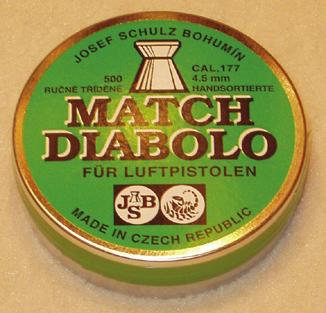 JOSEF SCHULZ BOHUMÍN
500
RUČNĚ TŘÍDĚNÉ
CAL.177
4.5 mm
HANDSORTIERTE
MATCH
DIABOLO
FÜR LUFTPISTOLEN
JSB
MADE IN CZECH REPUBLIC